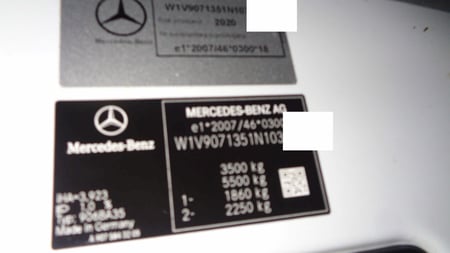 W1V9071351N103
2020
Mercedes-Benz
e1*2007/46*0300*18
MERCEDES-BENZ AG
e1*2007/46*0300
Mercedes-Benz
W1V9071351N103
3500 kg
5500 kg
1- 1860 kg
2- 2250 kg
Made in Germany